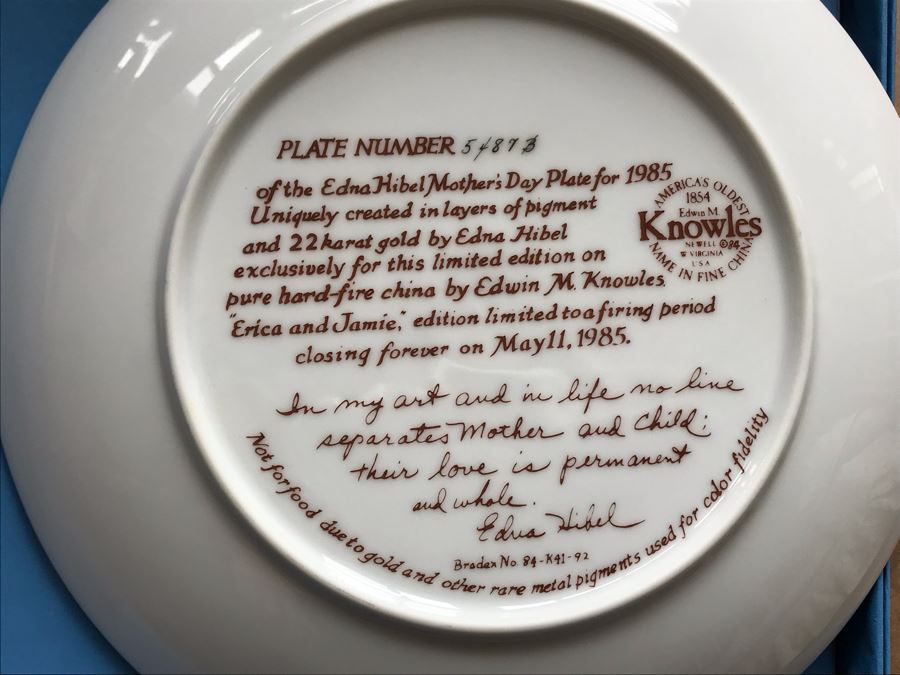 PLATE NUMBER 5487B
of the Edna Hibel Mother's Day Plate for 1985
Uniquely created in layers of pigment
and 22 karat gold by Edna Hibel
exclusively for this limited edition on
pure hard-fire china by Edwin M. Knowles.
"Erica and Jamie," edition limited to a firing period
closing forever on May 11, 1985.
AMERICA'S OLDEST
1854
Edwin M.
Knowles
NEWELL ©84
W VIRGINIA
USA
NAME IN FINE CHINA
In my art and in life no line
separates Mother and Child;
their love is permanent
and whole.
Edna Hibel
Bradex No 84-K41-92
Not for food due to gold and other rare metal pigments used for color fidelity